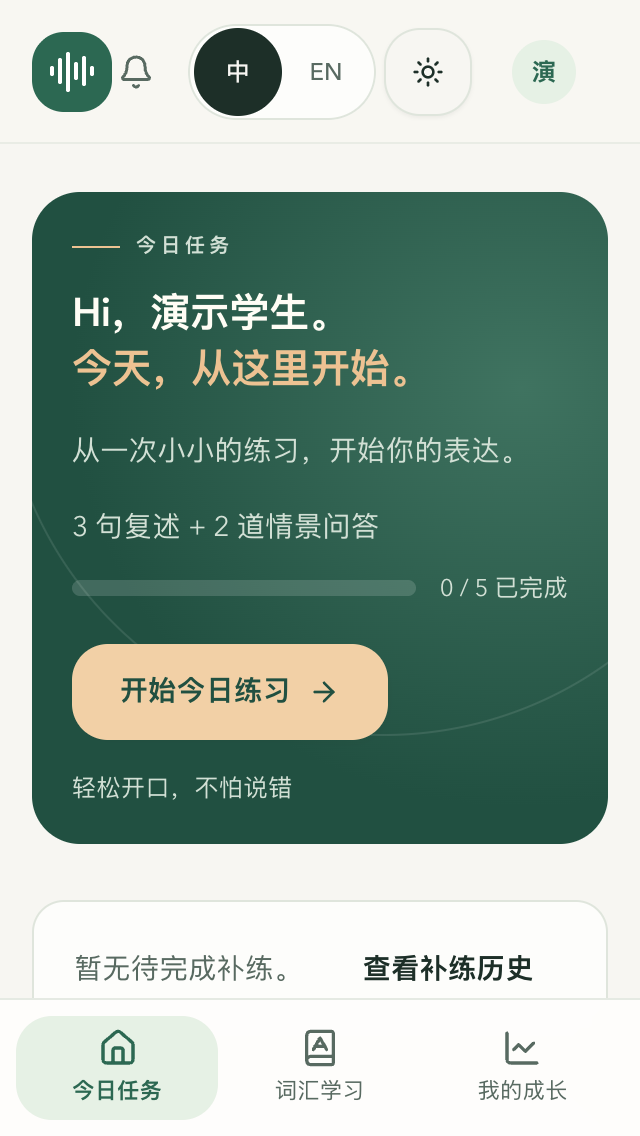 中 EN 演
今日任务
Hi，演示学生。
今天，从这里开始。
从一次小小的练习，开始你的表达。
3 句复述 + 2 道情景问答
0 / 5 已完成
开始今日练习 →
轻松开口，不怕说错
暂无待完成补练。 查看补练历史
今日任务 词汇学习 我的成长